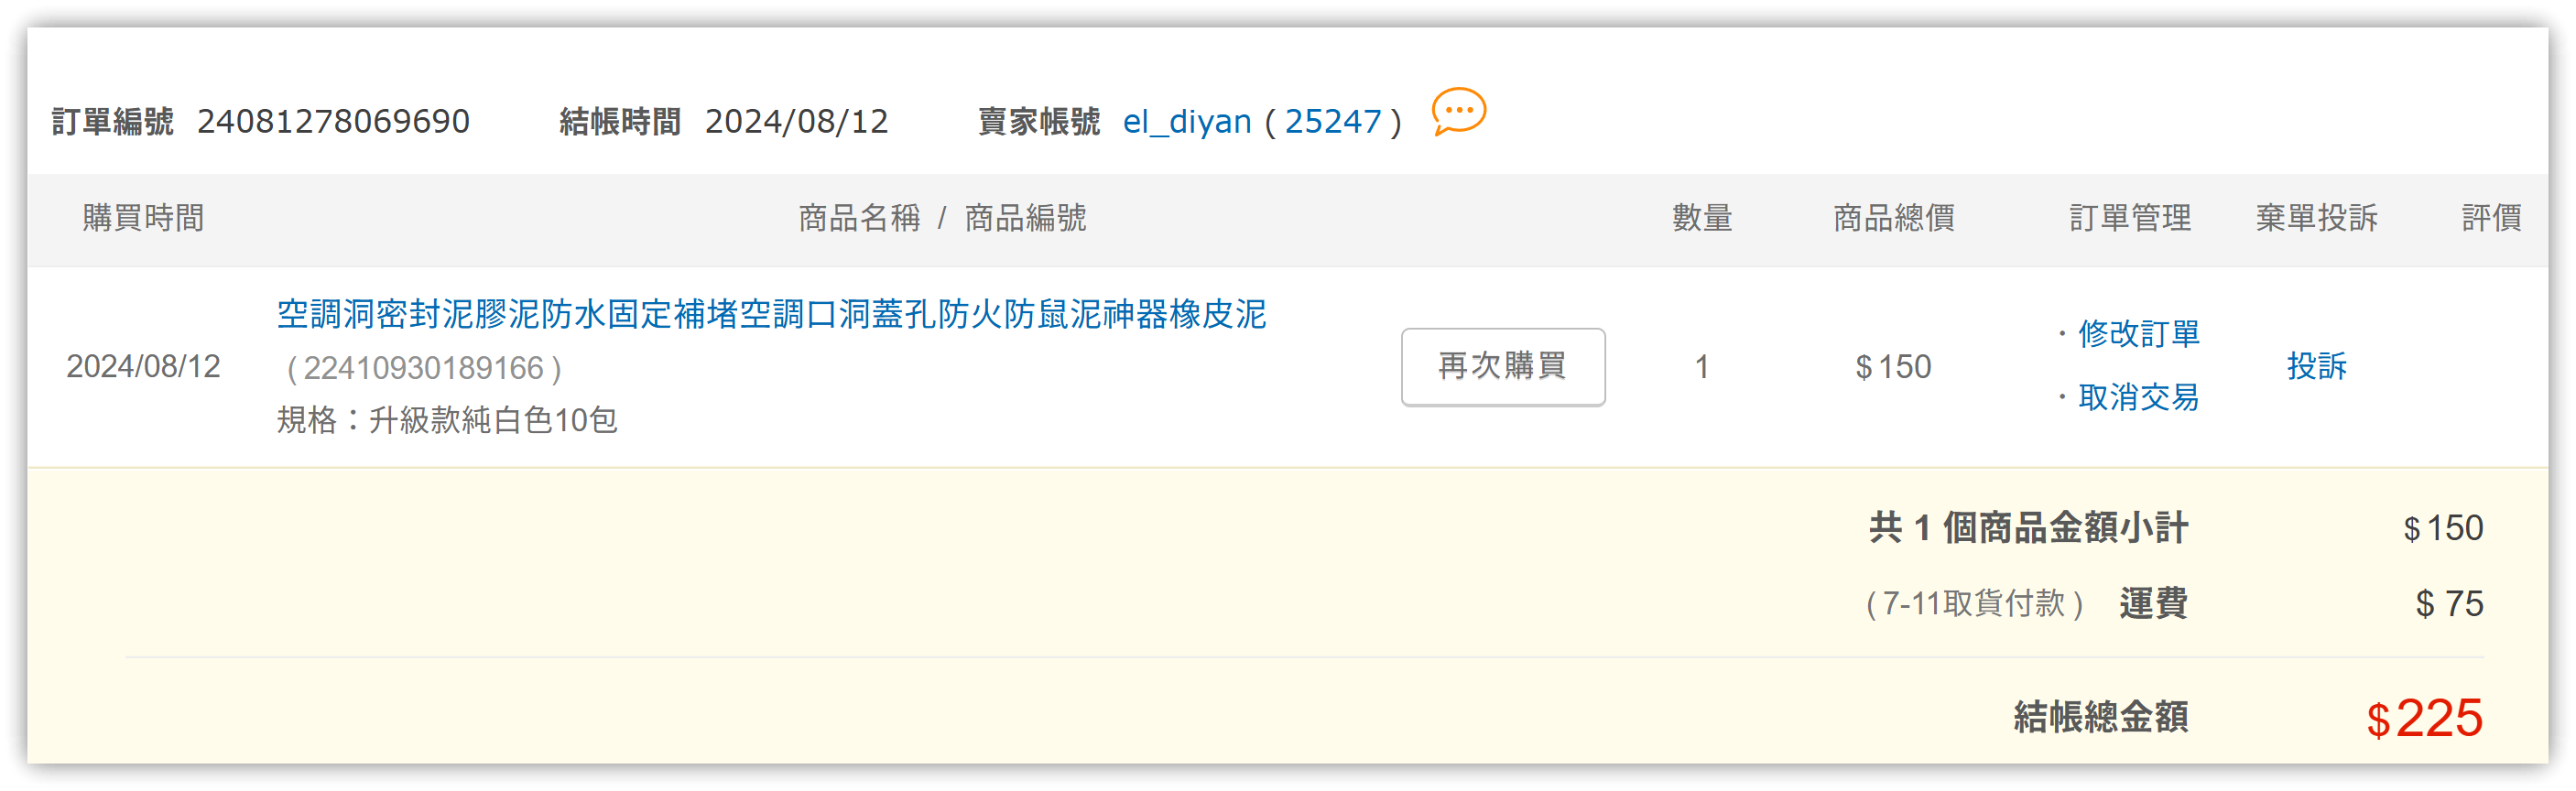 訂單編號 24081278069690 結帳時間 2024/08/12 賣家帳號 el_diyan ( 25247 )
購買時間 商品名稱 / 商品編號 數量 商品總價 訂單管理 棄單投訴 評價
空調洞密封泥膠泥防水固定補堵空調口洞蓋孔防火防鼠泥神器橡皮泥
2024/08/12 ( 22410930189166 ) 再次購買 1 $150 ‧修改訂單 投訴
規格：升級款純白色10包 ‧取消交易
共 1 個商品金額小計 $150
( 7-11取貨付款 ) 運費 $ 75
結帳總金額 $225